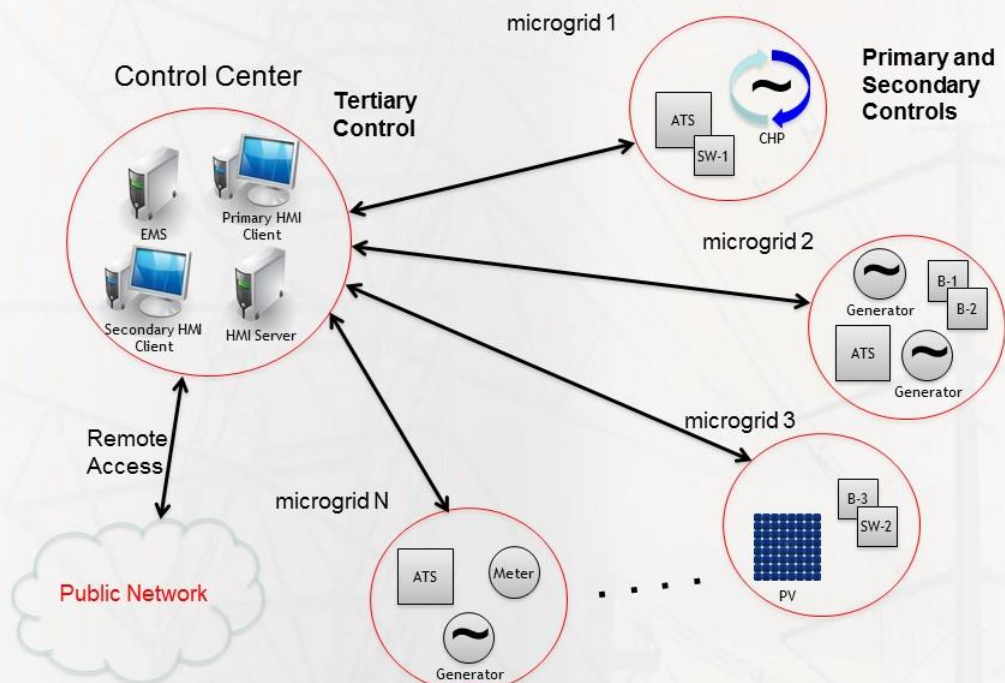 microgrid 1
Control Center
Tertiary
Control
Primary and
Secondary
Controls
ATS
SW-1
CHP
EMS
Primary HMI
Client
Secondary HMI
Client
HMI Server
microgrid 2
Generator
B-1
B-2
ATS
Generator
Remote
Access
microgrid 3
B-3
SW-2
PV
microgrid N
ATS
Meter
Generator
. . . . .
Public Network